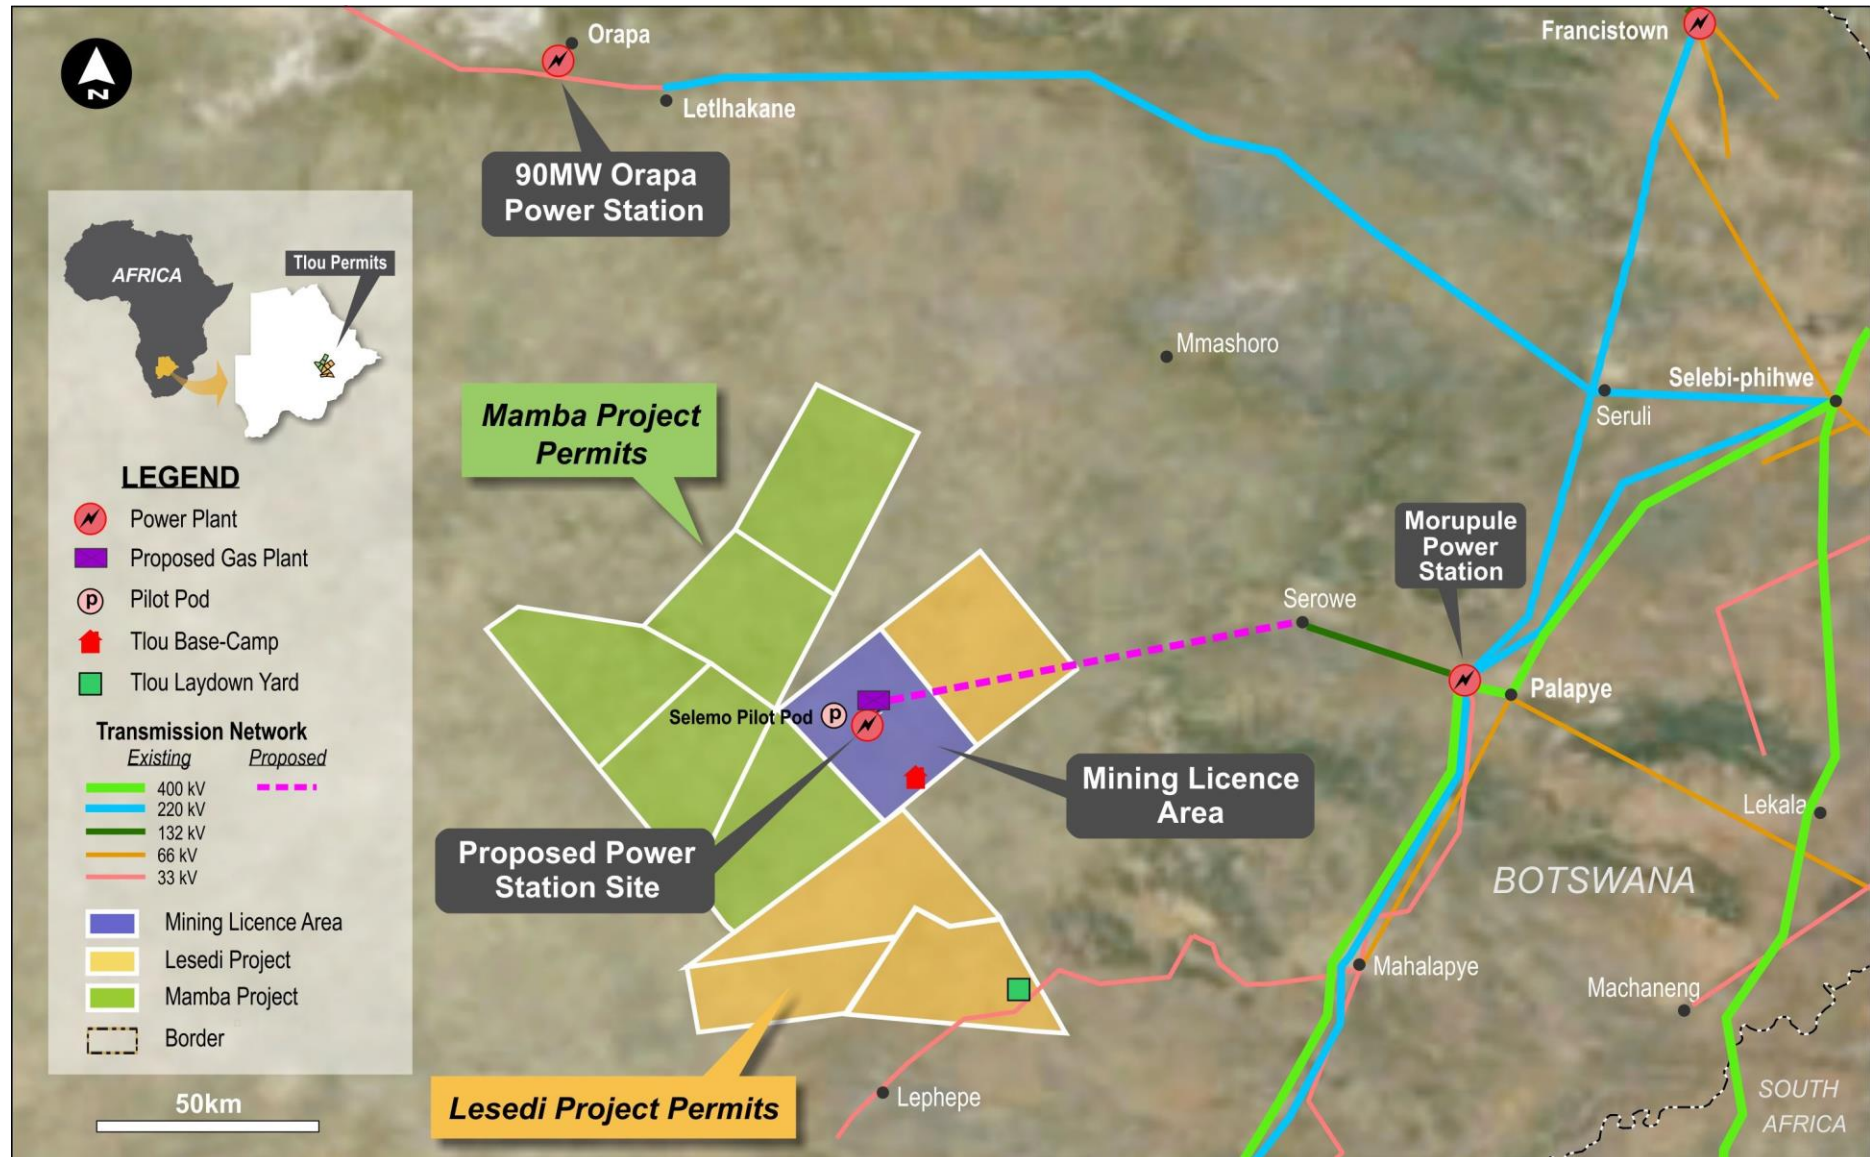 N
Orapa
Letlhakane
Francistown
90MW Orapa
Power Station
AFRICA
Tlou Permits
Mmashoro
Selebi-phihwe
Seruli
Mamba Project
Permits
LEGEND
Power Plant
Proposed Gas Plant
P
Pilot Pod
Tlou Base-Camp
Tlou Laydown Yard
Transmission Network
Existing
Proposed
400 kV
220 kV
132 kV
66 kV
33 kV
Mining Licence Area
Lesedi Project
Mamba Project
Border
50km
Morupule
Power
Station
Serowe
Palapye
Selemo Pilot Pod
P
Mining Licence
Area
Lekala
Proposed Power
Station Site
BOTSWANA
Mahalapye
Machaneng
Lesedi Project Permits
Lephepe
SOUTH
AFRICA